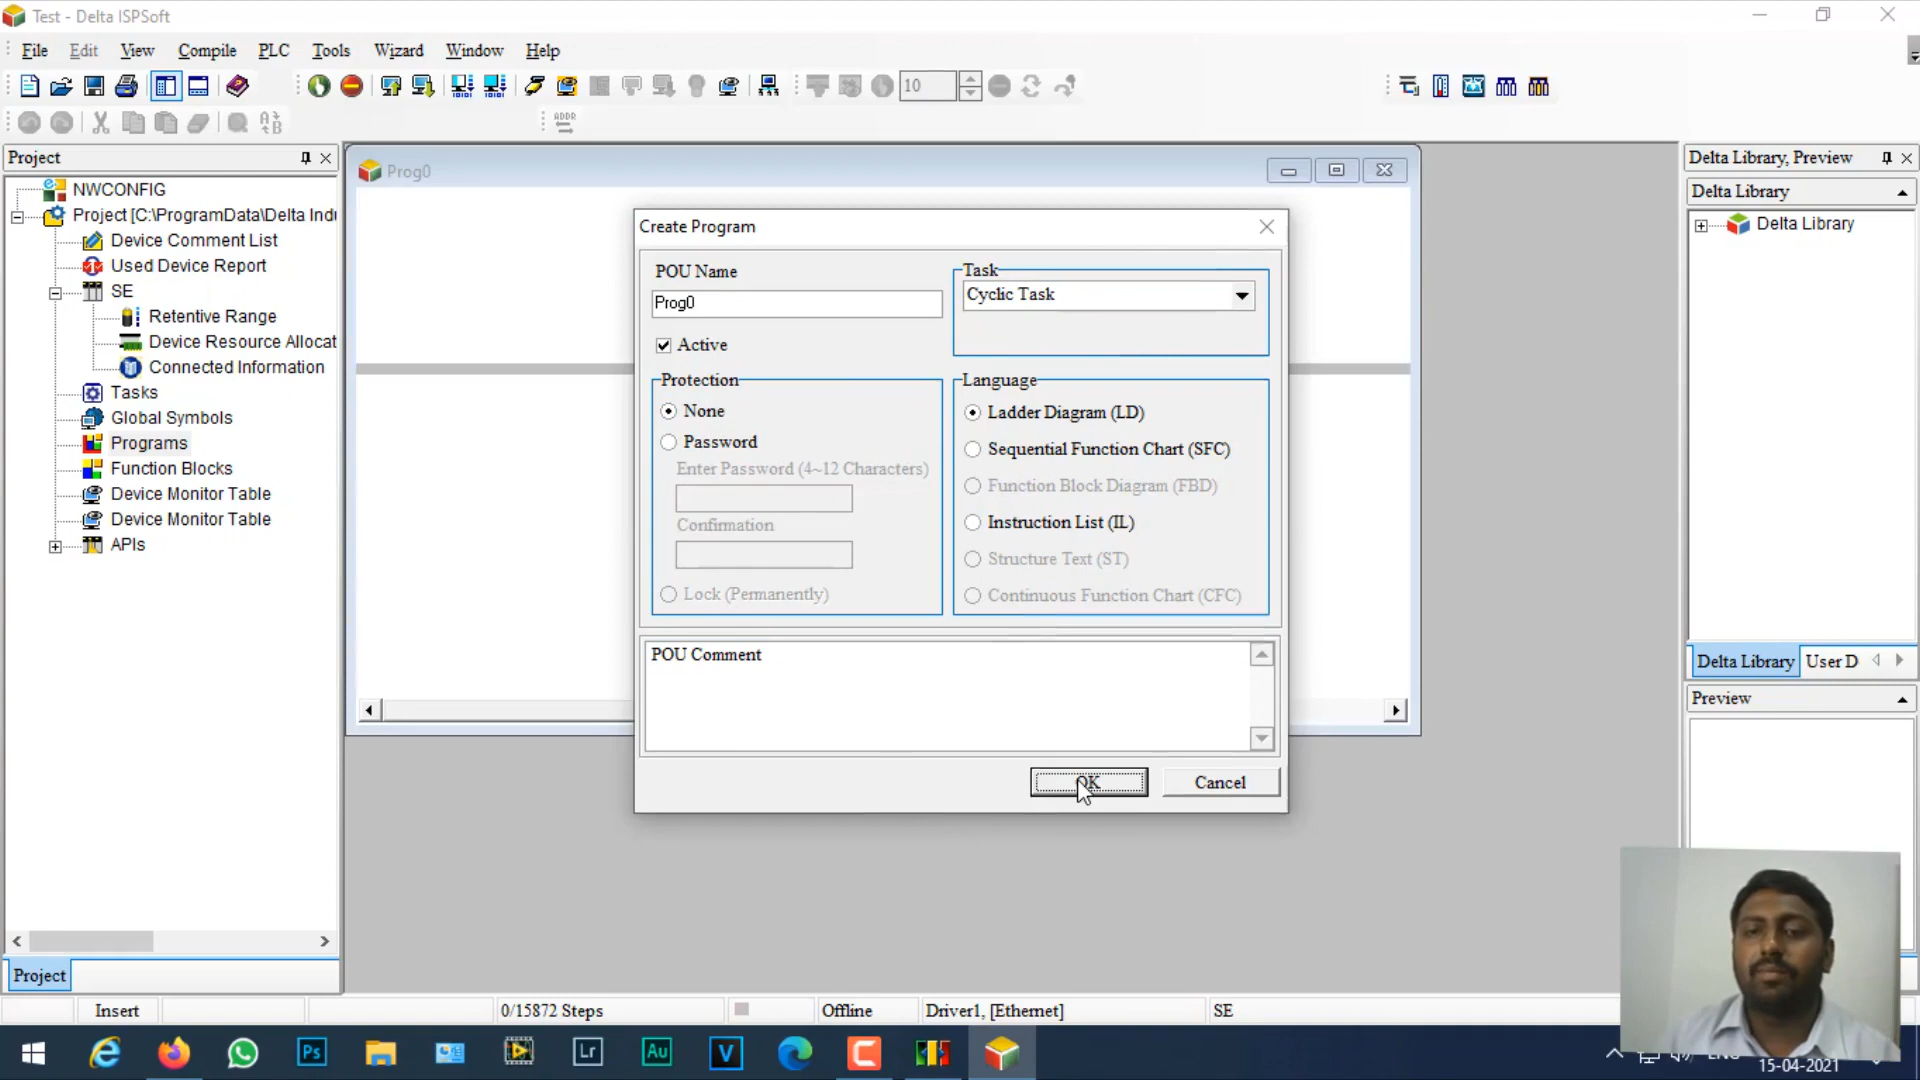 Test - Delta ISPSoft
File Edit View Compile PLC Tools Wizard Window Help
10
ADDR
Project
NWCONFIG
Project [C:\ProgramData\Delta Indu
Device Comment List
Used Device Report
SE
Retentive Range
Device Resource Allocat
Connected Information
Tasks
Global Symbols
Programs
Function Blocks
Device Monitor Table
Device Monitor Table
APIs
Project
Prog0
Create Program
POU Name
Prog0
Active
Task
Cyclic Task
Protection
None
Password
Enter Password (4~12 Characters)
Confirmation
Lock (Permanently)
Language
Ladder Diagram (LD)
Sequential Function Chart (SFC)
Function Block Diagram (FBD)
Instruction List (IL)
Structure Text (ST)
Continuous Function Chart (CFC)
POU Comment
OK Cancel
Delta Library, Preview
Delta Library
Delta Library
Delta Library User D
Preview
Insert 0/15872 Steps Offline Driver1, [Ethernet] SE
Ps Lr Au V C
ENG
15-04-2021